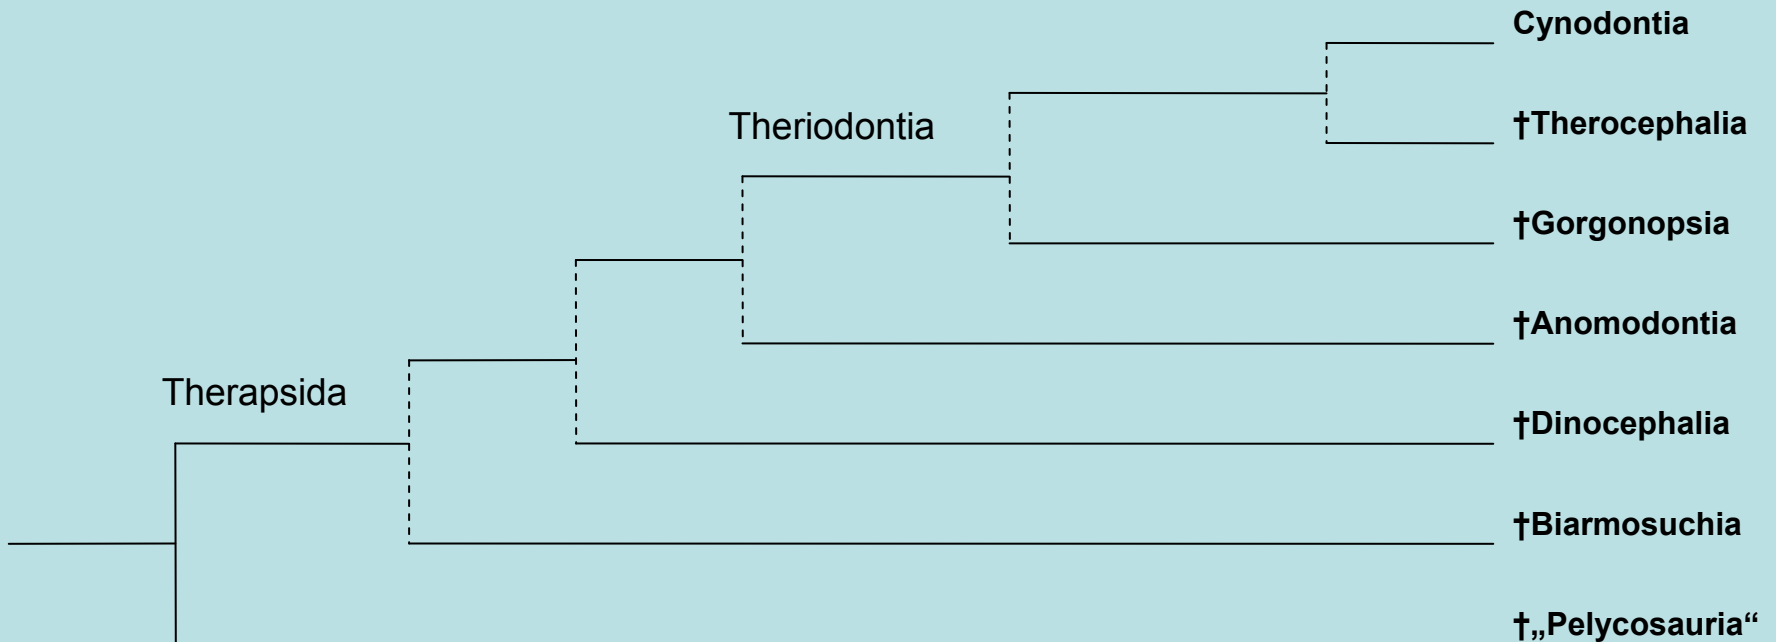 Cynodontia
Theriodontia
†Therocephalia
†Gorgonopsia
†Anomodontia
Therapsida
†Dinocephalia
†Biarmosuchia
†„Pelycosauria“